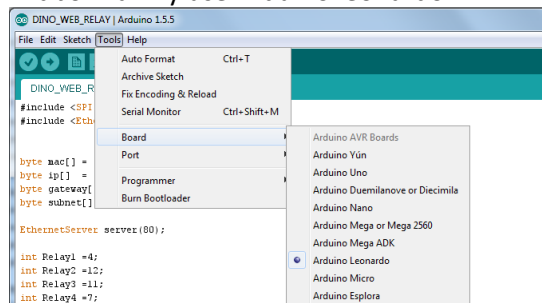 DINO_WEB_RELAY | Arduino 1.5.5
File Edit Sketch Tools Help
Auto Format Ctrl+T
Archive Sketch
Fix Encoding & Reload
Serial Monitor Ctrl+Shift+M
Board
Port
Programmer
Burn Bootloader
Arduino AVR Boards
Arduino Yún
Arduino Uno
Arduino Duemilanove or Diecimila
Arduino Nano
Arduino Mega or Mega 2560
Arduino Mega ADK
Arduino Leonardo
Arduino Micro
Arduino Esplora
DINO_WEB_R
#include <SPI
#include <Eth
byte mac[] =
byte ip[] =
byte gateway[
byte subnet[]
EthernetServer server(80);
int Relay1 =4;
int Relay2 =12;
int Relay3 =11;
int Relay4 =7;